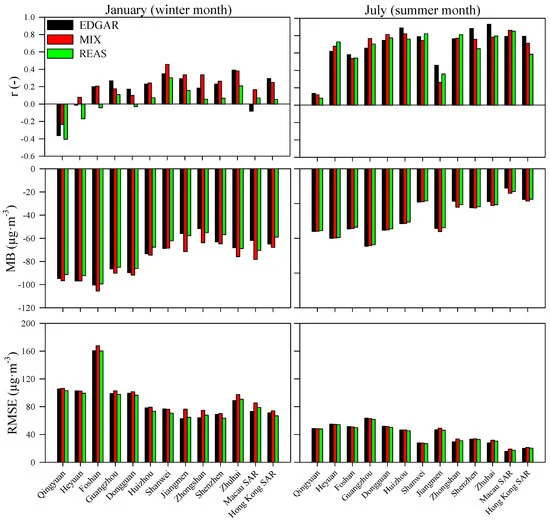 January (winter month)
July (summer month)
EDGAR
MIX
REAS
r (-)
1.0
0.8
0.6
0.4
0.2
0.0
-0.2
-0.4
-0.6
MB (µg·m-3)
0
-20
-40
-60
-80
-100
-120
RMSE (µg·m-3)
200
160
120
80
40
0
Qingyuan
Heyuan
Foshan
Guangzhou
Dongguan
Huizhou
Shanwei
Jiangmen
Zhongshan
Shenzhen
Zhuhai
Macau SAR
Hong Kong SAR
Qingyuan
Heyuan
Foshan
Guangzhou
Dongguan
Huizhou
Shanwei
Jiangmen
Zhongshan
Shenzhen
Zhuhai
Macau SAR
Hong Kong SAR